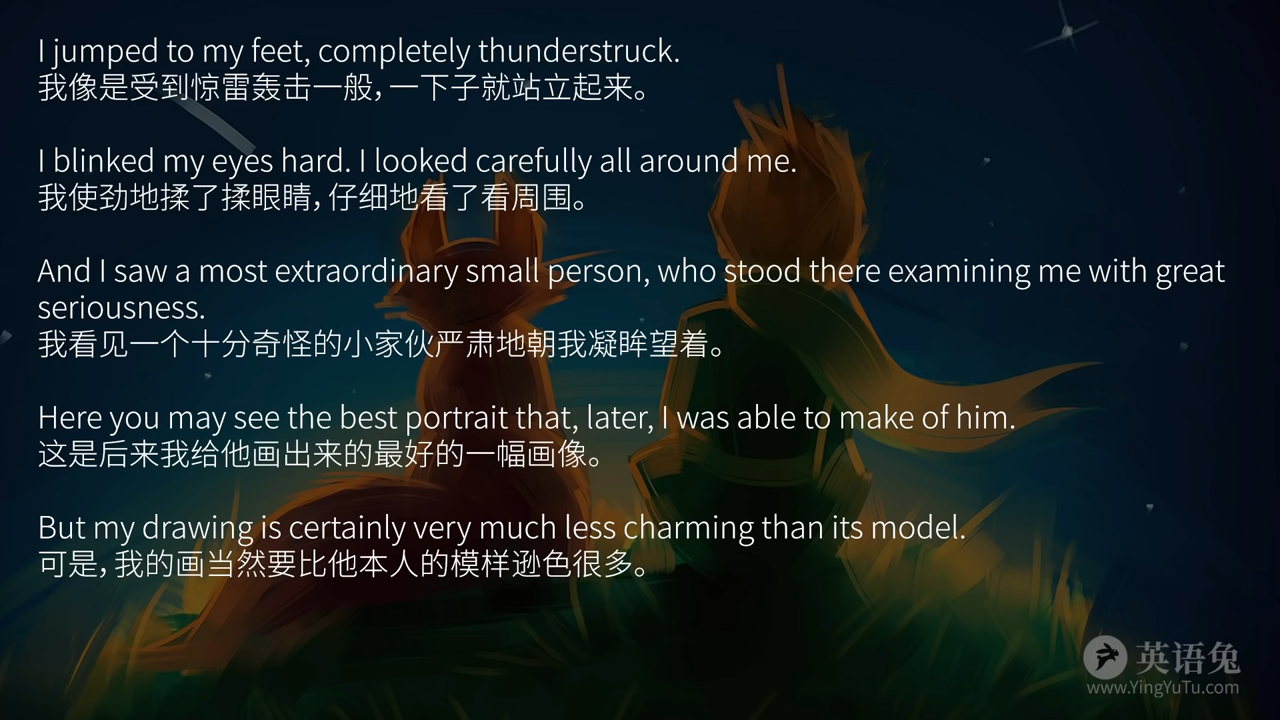 I jumped to my feet, completely thunderstruck.
我像是受到惊雷轰击一般，一下子就站立起来。
I blinked my eyes hard. I looked carefully all around me.
我使劲地揉了揉眼睛，仔细地看了看周围。
And I saw a most extraordinary small person, who stood there examining me with great
seriousness.
我看见一个十分奇怪的小家伙严肃地朝我凝眸望着。
Here you may see the best portrait that, later, I was able to make of him.
这是后来我给他画出来的最好的一幅画像。
But my drawing is certainly very much less charming than its model.
可是，我的画当然要比他本人的模样逊色很多。
英语兔
www.YingYuTu.com